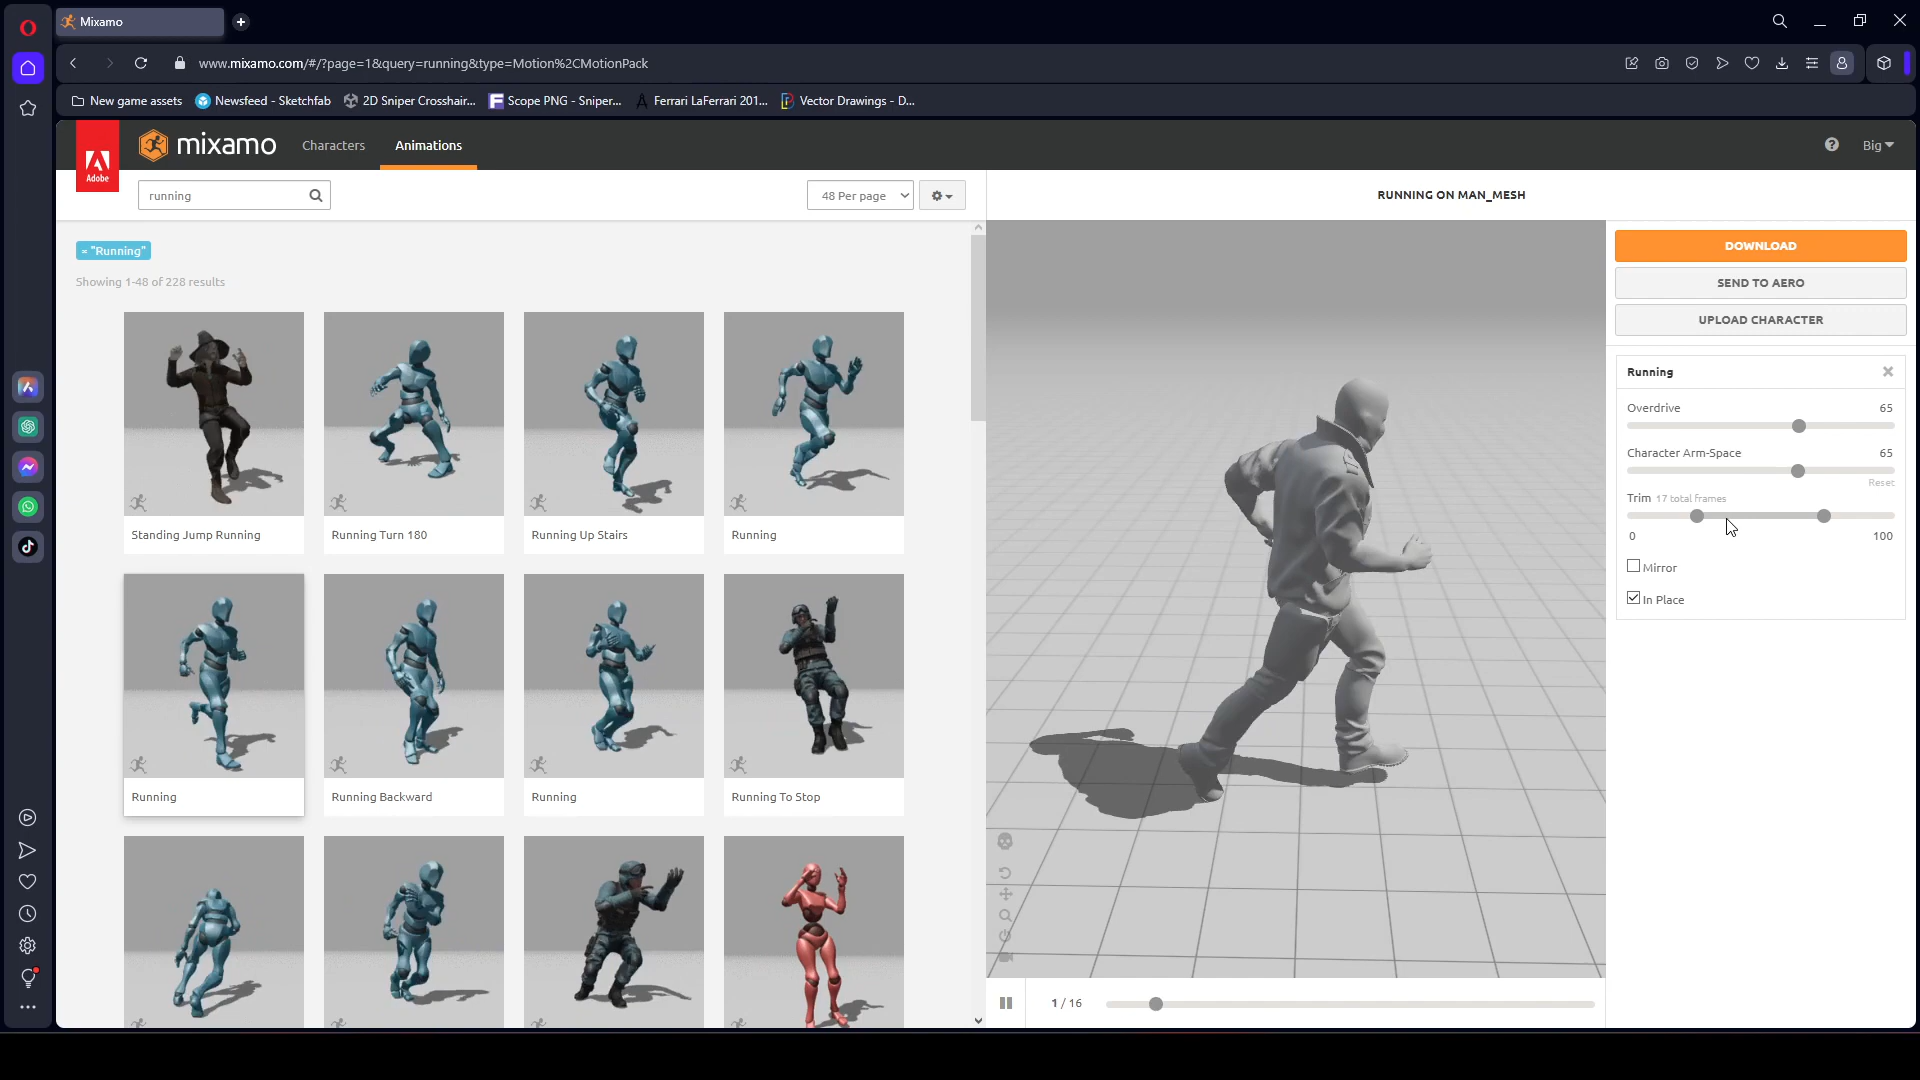 Mixamo
www.mixamo.com/#/?page=1&query=running&type=Motion%2CMotionPack
New game assets
Newsfeed - Sketchfab
2D Sniper Crosshair...
Scope PNG - Sniper...
Ferrari LaFerrari 201...
Vector Drawings - D...
Adobe
mixamo
Characters
Animations
Big
running
48 Per page
RUNNING ON MAN_MESH
× "Running"
Showing 1-48 of 228 results
Standing Jump Running
Running Turn 180
Running Up Stairs
Running
Running
Running Backward
Running
Running To Stop
1 / 16
DOWNLOAD
SEND TO AERO
UPLOAD CHARACTER
Running
Overdrive 65
Character Arm-Space 65
Reset
Trim 17 total frames
0 100
Mirror
In Place